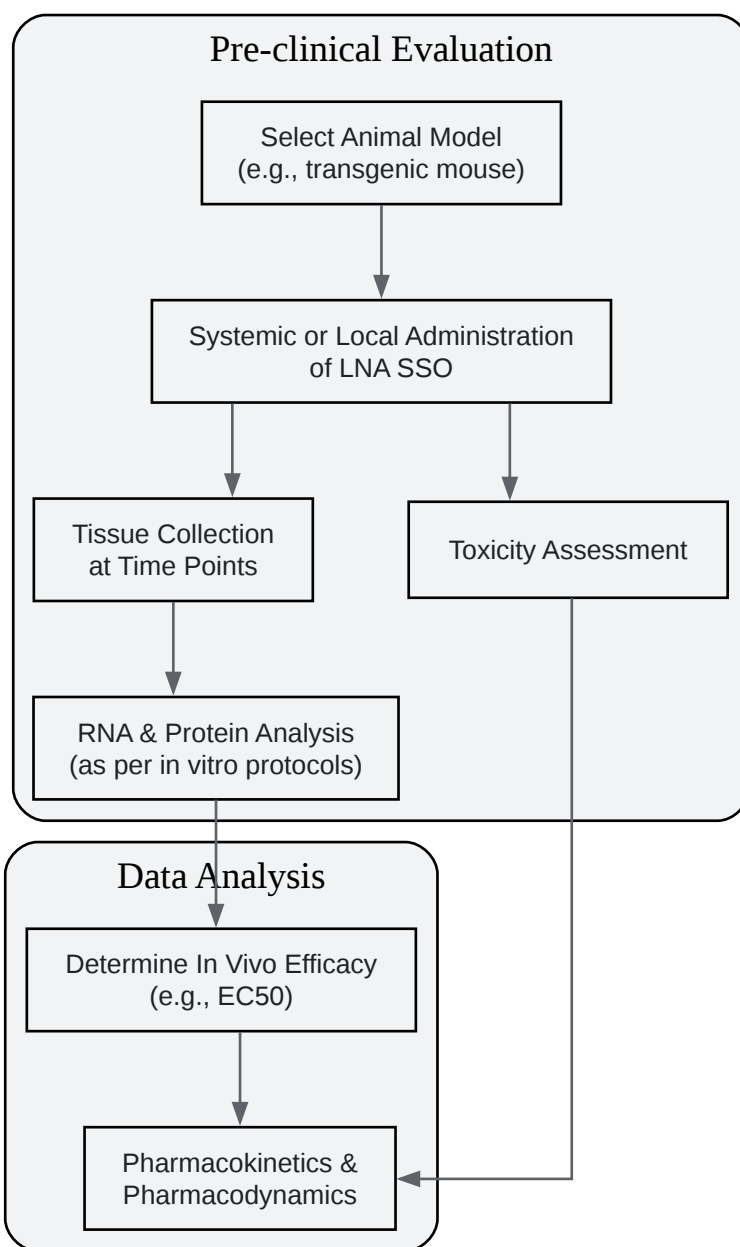 Pre-clinical Evaluation
Select Animal Model
(e.g., transgenic mouse)
Systemic or Local Administration
of LNA SSO
Tissue Collection
at Time Points
Toxicity Assessment
RNA & Protein Analysis
(as per in vitro protocols)
Data Analysis
Determine In Vivo Efficacy
(e.g., EC50)
Pharmacokinetics &
Pharmacodynamics